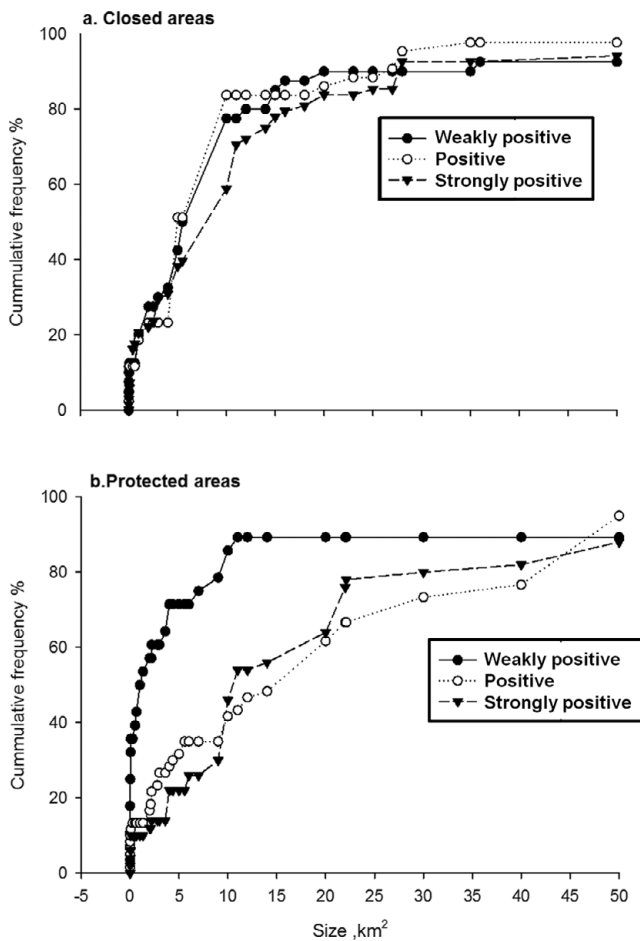 a. Closed areas
100
80
60
40
20
0
Cummulative frequency %
Weakly positive
Positive
Strongly positive
b.Protected areas
100
80
60
40
20
0
Cummulative frequency %
Weakly positive
Positive
Strongly positive
-5 0 5 10 15 20 25 30 35 40 45 50
Size ,km²